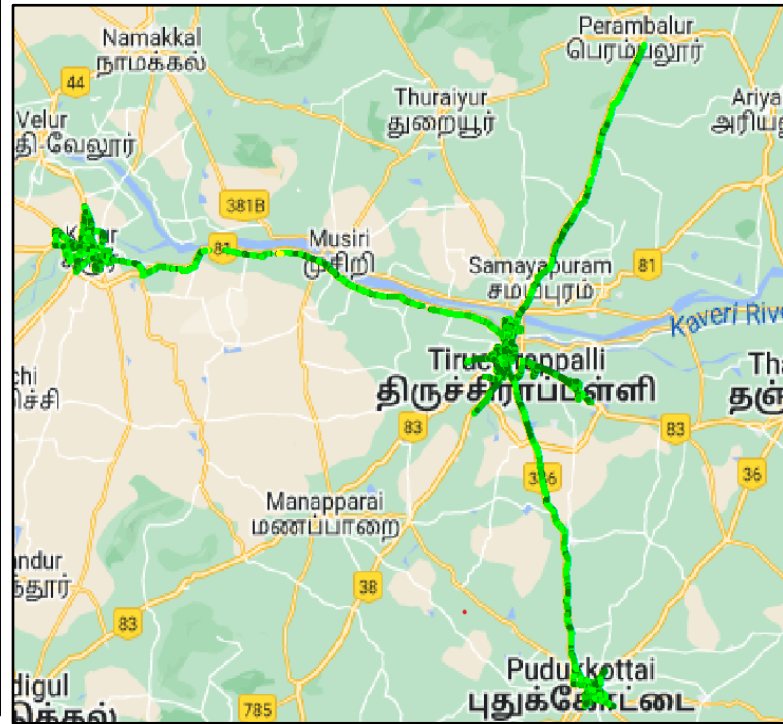 Perambalur
பெரம்பலூர்
Namakkal
நாமக்கல்
44
Thuraiyur
துறையூர்
Ariya
அரிய
Velur
தி-வேலூர்
381B
81
Musiri
முசிறி
Samayapuram
சமயபுரம்
81
Kaveri Rive
Tiruchirappalli
திருச்சிராப்பள்ளி
Tha
தஞ்
chi
ிச்சி
83
83
336
36
Manapparai
மணப்பாறை
andur
38
83
Pudukkottai
புதுக்கோட்டை
digul
785